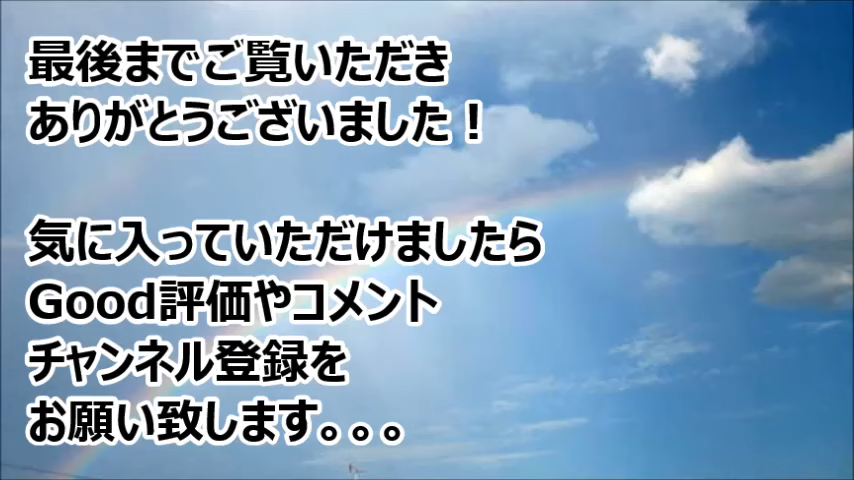 最後までご覧いただき
ありがとうございました！
気に入っていただけましたら
Good評価やコメント
チャンネル登録を
お願い致します。。。